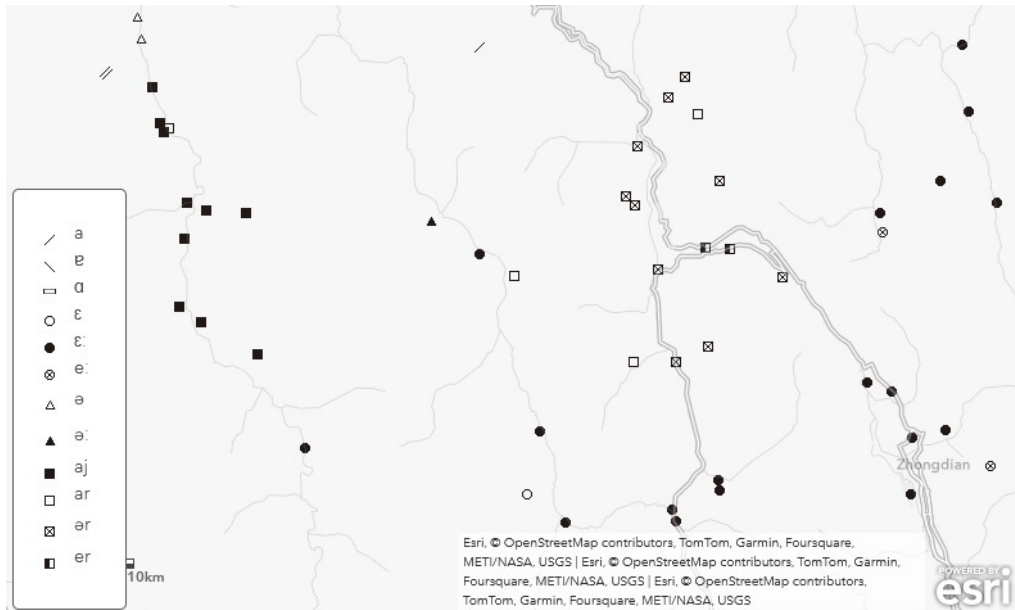 a
ɐ
ɑ
ɛ
ɛː
eː
ə
əː
aj
ar
ər
er
10km
Zhongdian
Esri, © OpenStreetMap contributors, TomTom, Garmin, Foursquare,
METI/NASA, USGS | Esri, © OpenStreetMap contributors, TomTom, Garmin,
Foursquare, METI/NASA, USGS | Esri, © OpenStreetMap contributors,
TomTom, Garmin, Foursquare, METI/NASA, USGS
POWERED BY
esri